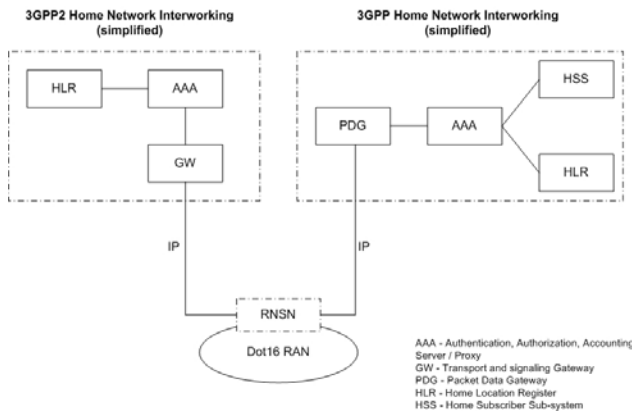 3GPP2 Home Network Interworking
(simplified)
3GPP Home Network Interworking
(simplified)
HLR
AAA
GW
PDG
AAA
HSS
HLR
IP
IP
RNSN
Dot16 RAN
AAA - Authentication, Authorization, Accounting
Server / Proxy
GW - Transport and signaling Gateway
PDG - Packet Data Gateway
HLR - Home Location Register
HSS - Home Subscriber Sub-system